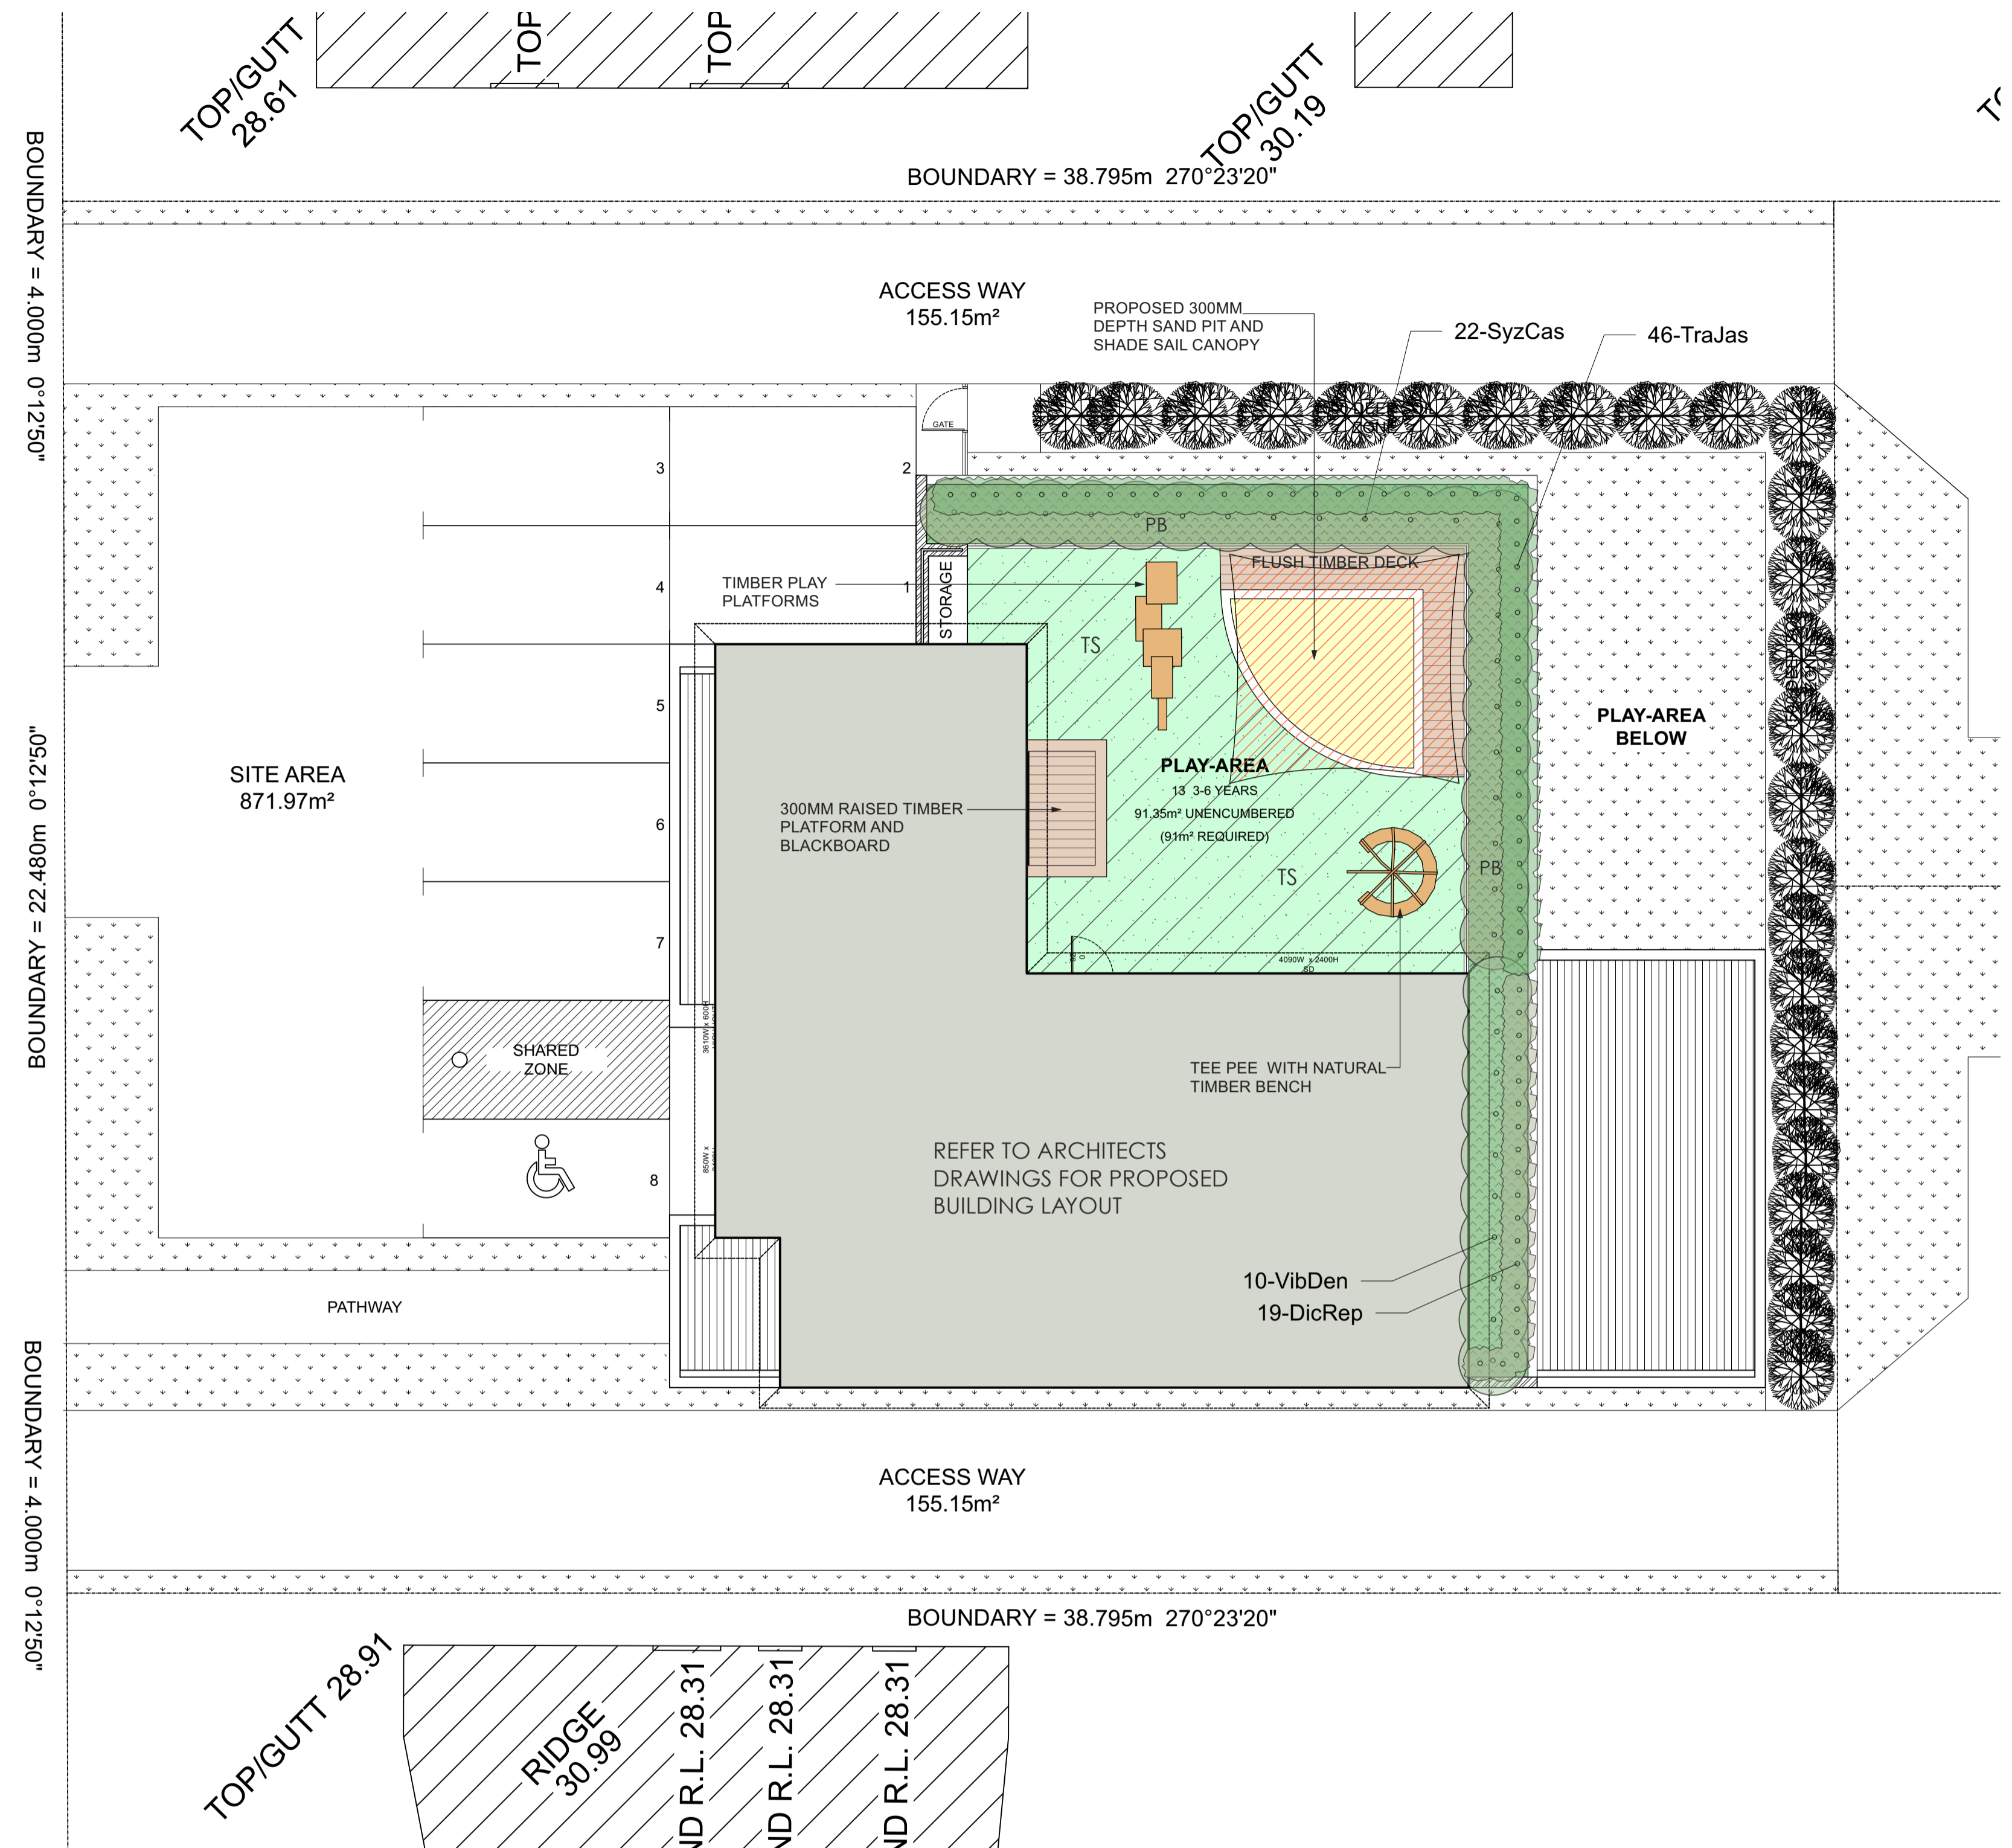 TOP/GUTT
28.61
TOP
TOP
TOP/GUTT
30.19
BOUNDARY = 4.000m 0°12'50"
BOUNDARY = 38.795m 270°23'20"
ACCESS WAY
155.15m²
PROPOSED 300MM
DEPTH SAND PIT AND
SHADE SAIL CANOPY
22-SyzCas
46-TraJas
GATE
3
2
PB
FLUSH TIMBER DECK
TIMBER PLAY
PLATFORMS
4
1
STORAGE
TS
5
PLAY-AREA
BELOW
BOUNDARY = 22.480m 0°12'50"
SITE AREA
871.97m²
PLAY-AREA
13 3-6 YEARS
91.35m² UNENCUMBERED
(91m² REQUIRED)
300MM RAISED TIMBER
PLATFORM AND
BLACKBOARD
6
TS
PB
7
4090W x 2400H
SD
3610W x 600H
SHARED
ZONE
TEE PEE WITH NATURAL
TIMBER BENCH
850W x
8
REFER TO ARCHITECTS
DRAWINGS FOR PROPOSED
BUILDING LAYOUT
10-VibDen
19-DicRep
PATHWAY
BOUNDARY = 4.000m 0°12'50"
ACCESS WAY
155.15m²
BOUNDARY = 38.795m 270°23'20"
TOP/GUTT 28.91
RIDGE
30.99
ND R.L. 28.31
ND R.L. 28.31
ND R.L. 28.31